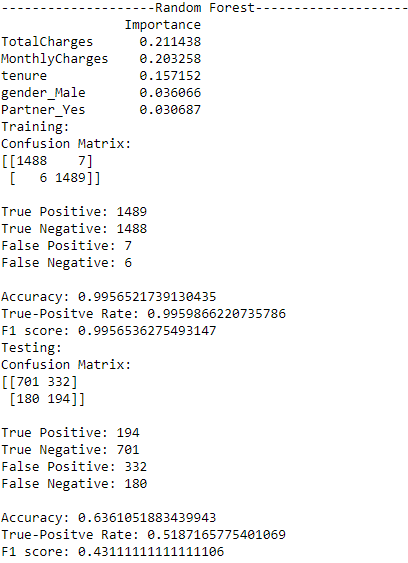 --------------------Random Forest--------------------
                Importance
TotalCharges      0.211438
MonthlyCharges    0.203258
tenure            0.157152
gender_Male       0.036066
Partner_Yes       0.030687
Training:
Confusion Matrix:
[[1488    7]
 [   6 1489]]

True Positive: 1489
True Negative: 1488
False Positive: 7
False Negative: 6

Accuracy: 0.9956521739130435
True-Positve Rate: 0.9959866220735786
F1 score: 0.9956536275493147
Testing:
Confusion Matrix:
[[701 332]
 [180 194]]

True Positive: 194
True Negative: 701
False Positive: 332
False Negative: 180

Accuracy: 0.6361051883439943
True-Positve Rate: 0.5187165775401069
F1 score: 0.43111111111111106